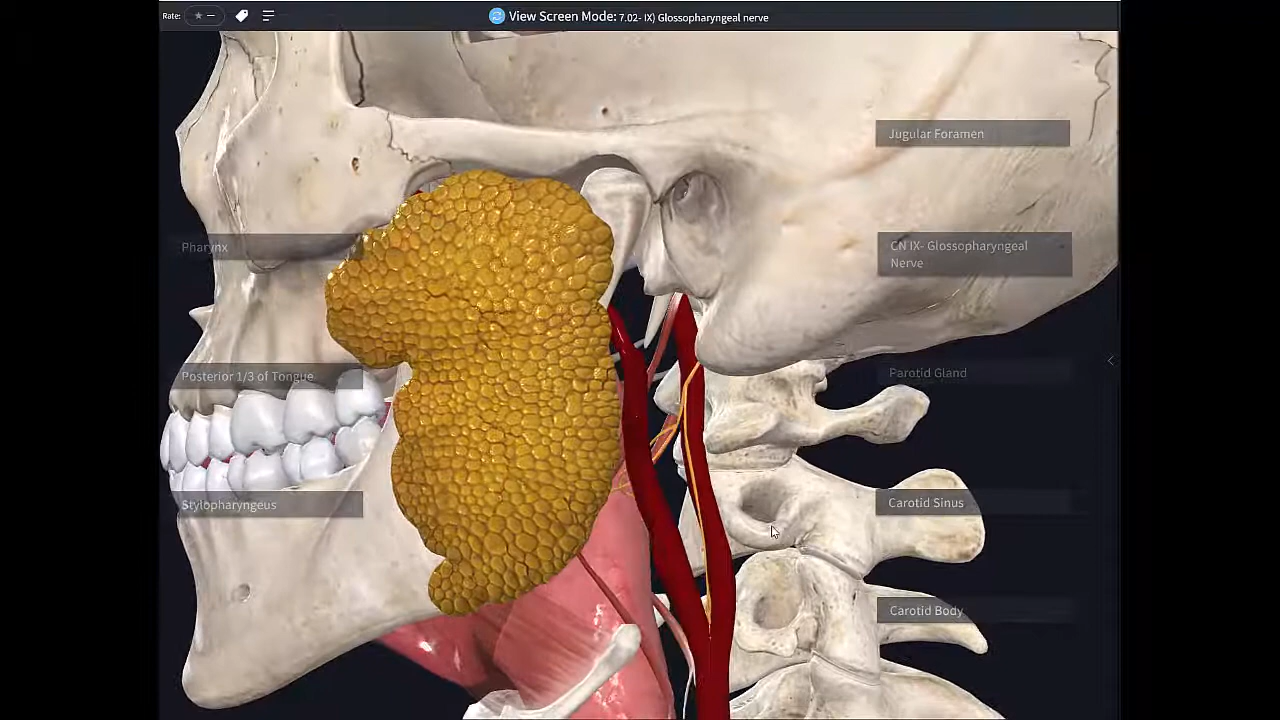 Rate:
View Screen Mode: 7.02- IX) Glossopharyngeal nerve
Jugular Foramen
Pharynx
CN IX- Glossopharyngeal
Nerve
Posterior 1/3 of Tongue
Parotid Gland
Stylopharyngeus
Carotid Sinus
Carotid Body